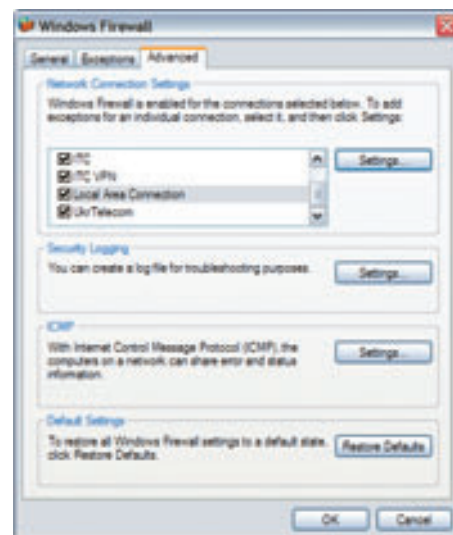 Windows Firewall
General Exceptions Advanced
Network Connection Settings
Windows Firewall is enabled for the connections selected below. To add
exceptions for an individual connection, select it, and then click Settings:
ITC
ITC VPN
Local Area Connection
UkrTelecom
Settings...
Security Logging
You can create a log file for troubleshooting purposes.
Settings...
ICMP
With Internet Control Message Protocol (ICMP), the
computers on a network can share error and status
information.
Settings...
Default Settings
To restore all Windows Firewall settings to a default state,
click Restore Defaults.
Restore Defaults
OK Cancel